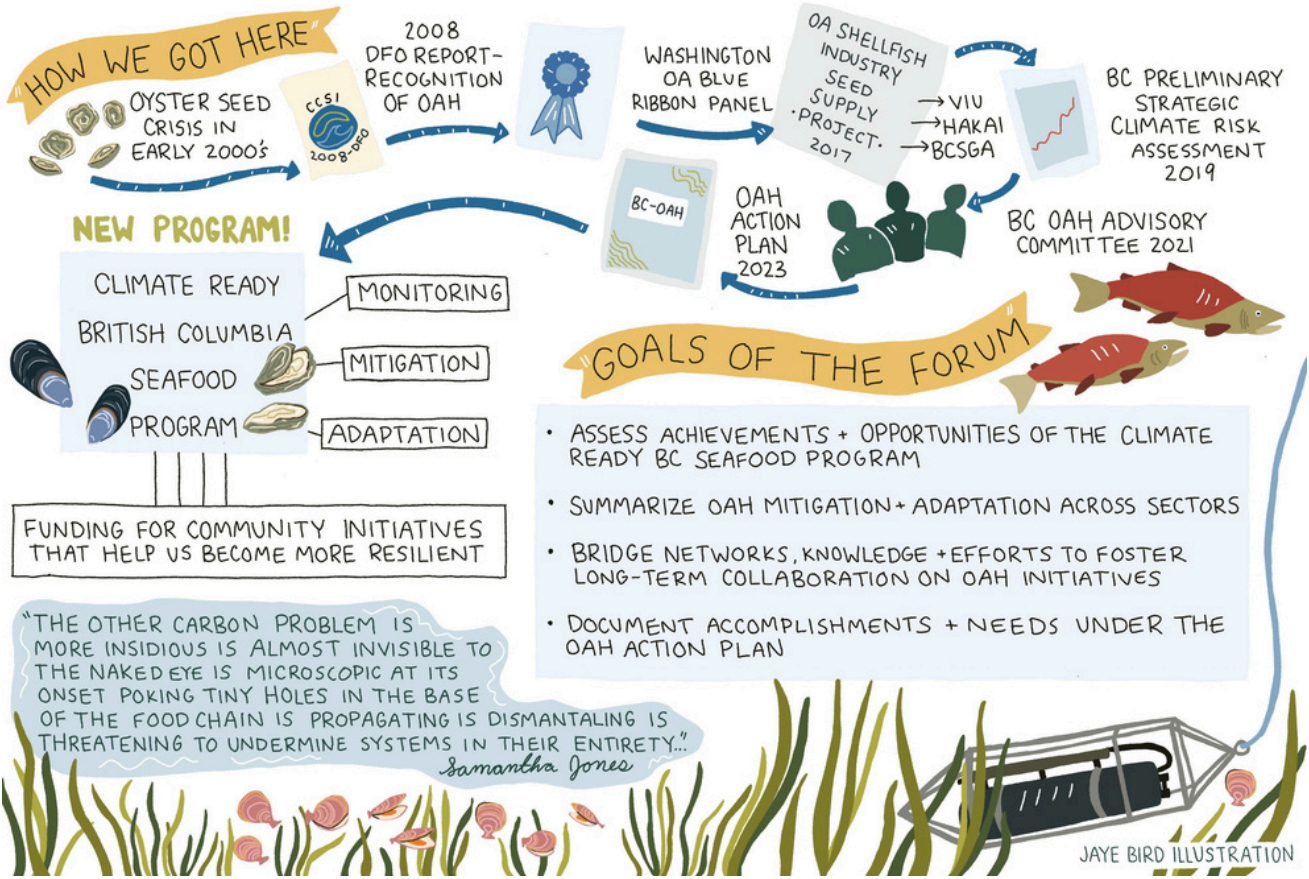 "HOW WE GOT HERE"
OYSTER SEED
CRISIS IN
EARLY 2000's
CCSI
2008-DFO
2008
DFO REPORT-
RECOGNITION
OF OAH
WASHINGTON
OA BLUE
RIBBON PANEL
OA SHELLFISH
INDUSTRY
SEED
SUPPLY
·PROJECT·
2017
→VIU
→HAKAI
→BCSGA
BC PRELIMINARY
STRATEGIC
CLIMATE RISK
ASSESSMENT
2019
BC OAH ADVISORY
COMMITTEE 2021
OAH
ACTION
PLAN
2023
BC-OAH
NEW PROGRAM!
CLIMATE READY
BRITISH COLUMBIA
SEAFOOD
PROGRAM
MONITORING
MITIGATION
ADAPTATION
FUNDING FOR COMMUNITY INITIATIVES
THAT HELP US BECOME MORE RESILIENT
"GOALS OF THE FORUM"
• ASSESS ACHIEVEMENTS + OPPORTUNITIES OF THE CLIMATE
READY BC SEAFOOD PROGRAM
• SUMMARIZE OAH MITIGATION + ADAPTATION ACROSS SECTORS
• BRIDGE NETWORKS, KNOWLEDGE + EFFORTS TO FOSTER
LONG-TERM COLLABORATION ON OAH INITIATIVES
• DOCUMENT ACCOMPLISHMENTS + NEEDS UNDER THE
OAH ACTION PLAN
"THE OTHER CARBON PROBLEM IS
MORE INSIDIOUS IS ALMOST INVISIBLE TO
THE NAKED EYE IS MICROSCOPIC AT ITS
ONSET POKING TINY HOLES IN THE BASE
OF THE FOOD CHAIN IS PROPAGATING IS DISMANTALING IS
THREATENING TO UNDERMINE SYSTEMS IN THEIR ENTIRETY..."
Samantha Jones
JAYE BIRD ILLUSTRATION